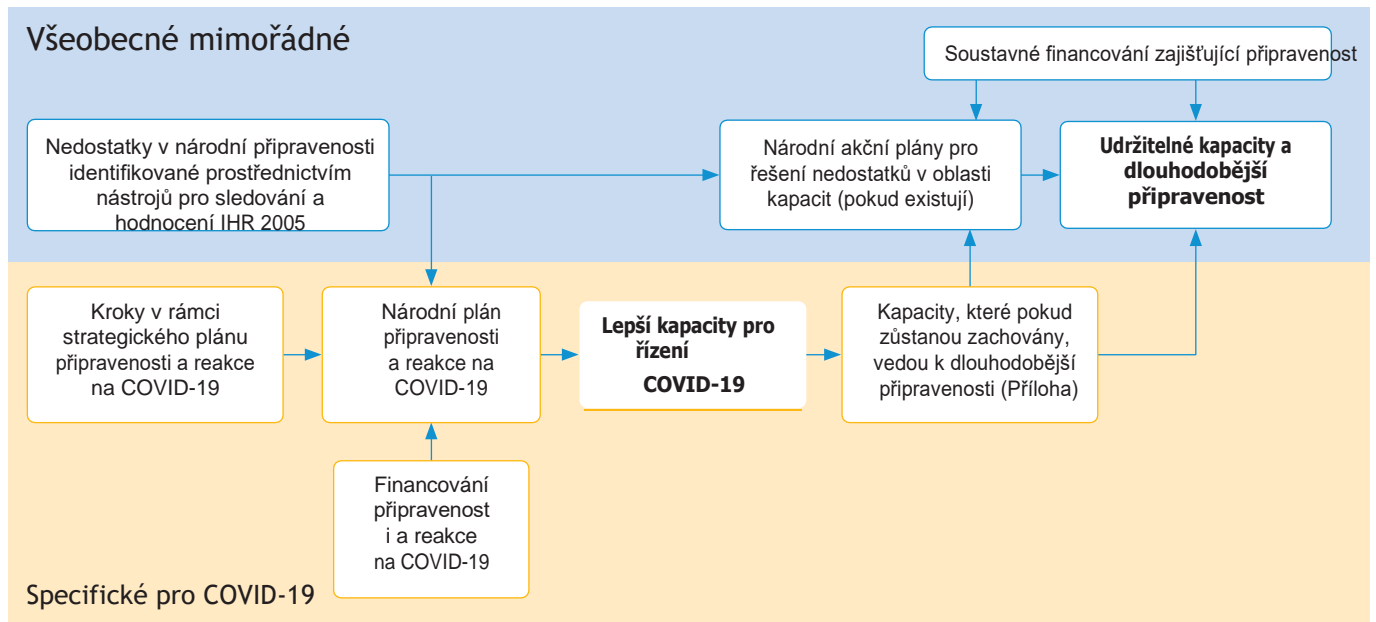 Všeobecné mimořádné
Soustavné financování zajišťující připravenost
Nedostatky v národní připravenosti
identifikované prostřednictvím
nástrojů pro sledování a
hodnocení IHR 2005
Národní akční plány pro
řešení nedostatků v oblasti
kapacit (pokud existují)
Udržitelné kapacity a
dlouhodobější
připravenost
Kroky v rámci
strategického plánu
připravenosti a reakce
na COVID-19
Národní plán
připravenosti
a reakce na
COVID-19
Lepší kapacity pro
řízení
COVID-19
Kapacity, které pokud
zůstanou zachovány,
vedou k dlouhodobější
připravenosti (Příloha)
Financování
připravenost
i a reakce
na COVID-19
Specifické pro COVID-19